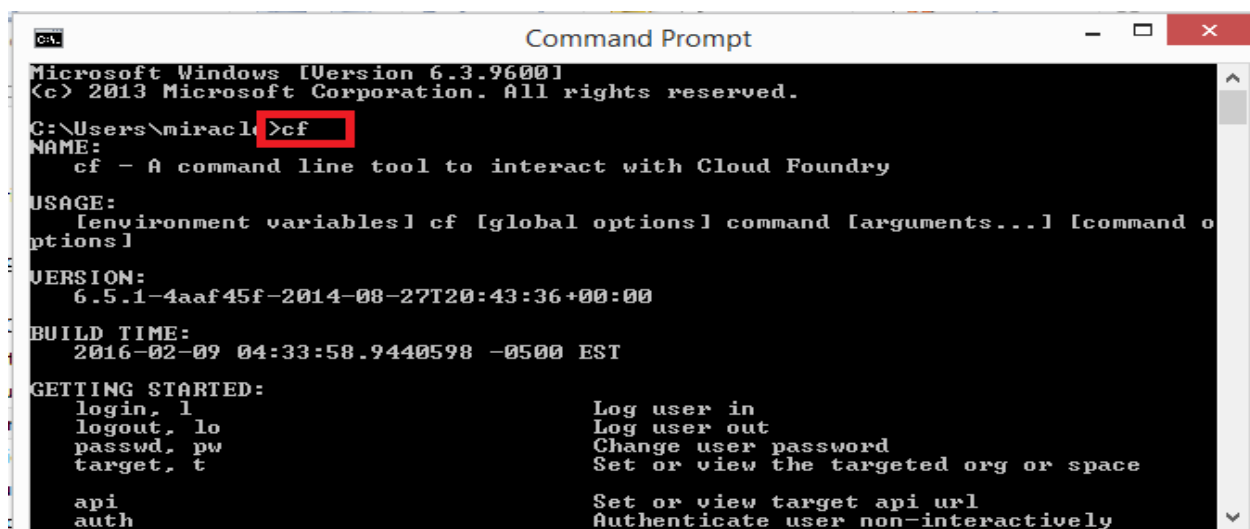 Command Prompt
Microsoft Windows [Version 6.3.9600]
(c) 2013 Microsoft Corporation. All rights reserved.
C:\Users\miracle>cf
NAME:
cf - A command line tool to interact with Cloud Foundry
USAGE:
[environment variables] cf [global options] command [arguments...] [command o
ptions]
VERSION:
6.5.1-4aaf45f-2014-08-27T20:43:36+00:00
BUILD TIME:
2016-02-09 04:33:58.9440598 -0500 EST
GETTING STARTED:
login, l Log user in
logout, lo Log user out
passwd, pw Change user password
target, t Set or view the targeted org or space
api Set or view target api url
auth Authenticate user non-interactively